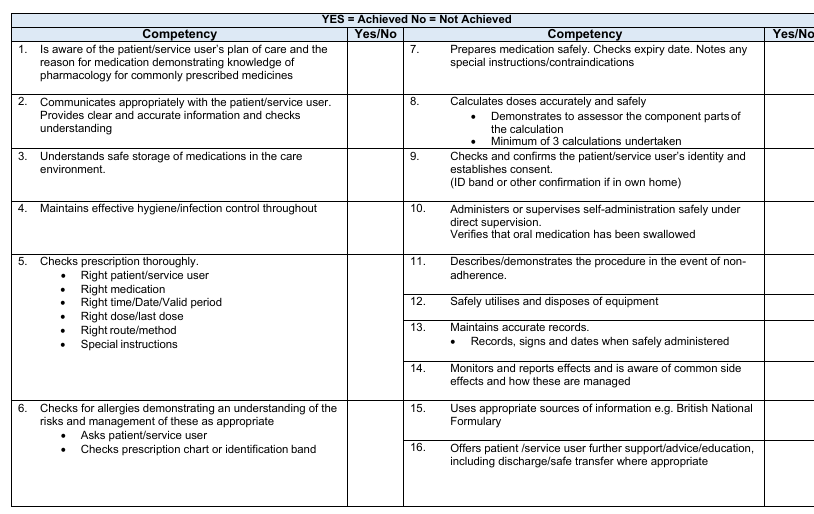 YES = Achieved No = Not Achieved
Competency
Yes/No
Competency
Yes/No
1. Is aware of the patient/service user's plan of care and the
reason for medication demonstrating knowledge of
pharmacology for commonly prescribed medicines
7. Prepares medication safely. Checks expiry date. Notes any
special instructions/contraindications
2. Communicates appropriately with the patient/service user.
Provides clear and accurate information and checks
understanding
8. Calculates doses accurately and safely
• Demonstrates to assessor the component parts of
the calculation
• Minimum of 3 calculations undertaken
3. Understands safe storage of medications in the care
environment.
9. Checks and confirms the patient/service user's identity and
establishes consent.
(ID band or other confirmation if in own home)
4. Maintains effective hygiene/infection control throughout
10. Administers or supervises self-administration safely under
direct supervision.
Verifies that oral medication has been swallowed
5. Checks prescription thoroughly.
• Right patient/service user
• Right medication
• Right time/Date/Valid period
• Right dose/last dose
• Right route/method
• Special instructions
11. Describes/demonstrates the procedure in the event of non-
adherence.
12. Safely utilises and disposes of equipment
13. Maintains accurate records.
• Records, signs and dates when safely administered
14. Monitors and reports effects and is aware of common side
effects and how these are managed
6. Checks for allergies demonstrating an understanding of the
risks and management of these as appropriate
• Asks patient/service user
• Checks prescription chart or identification band
15. Uses appropriate sources of information e.g. British National
Formulary
16. Offers patient /service user further support/advice/education,
including discharge/safe transfer where appropriate